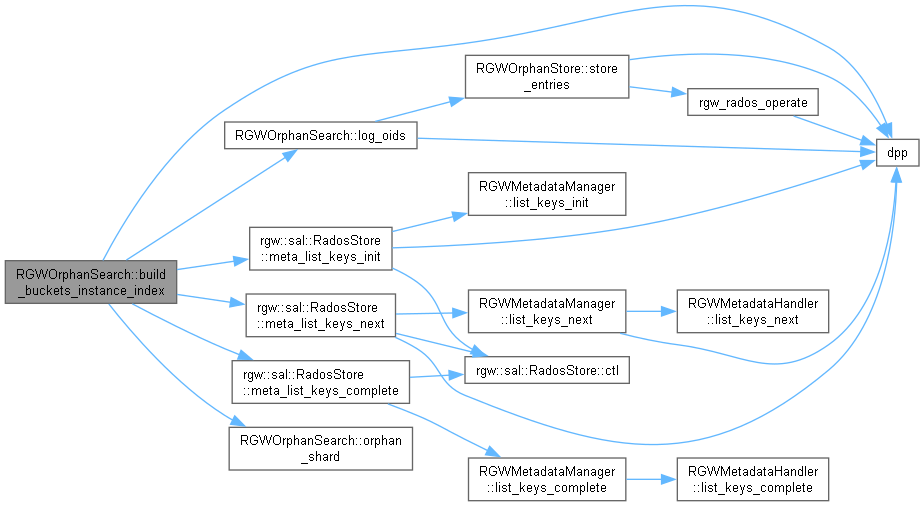 RGWOrphanStore::store
_entries
rgw_rados_operate
RGWOrphanSearch::log_oids
dpp
RGWMetadataManager
::list_keys_init
rgw::sal::RadosStore
::meta_list_keys_init
RGWOrphanSearch::build
_buckets_instance_index
rgw::sal::RadosStore
::meta_list_keys_next
RGWMetadataManager
::list_keys_next
RGWMetadataHandler
::list_keys_next
rgw::sal::RadosStore::ctl
rgw::sal::RadosStore
::meta_list_keys_complete
RGWOrphanSearch::orphan
_shard
RGWMetadataManager
::list_keys_complete
RGWMetadataHandler
::list_keys_complete